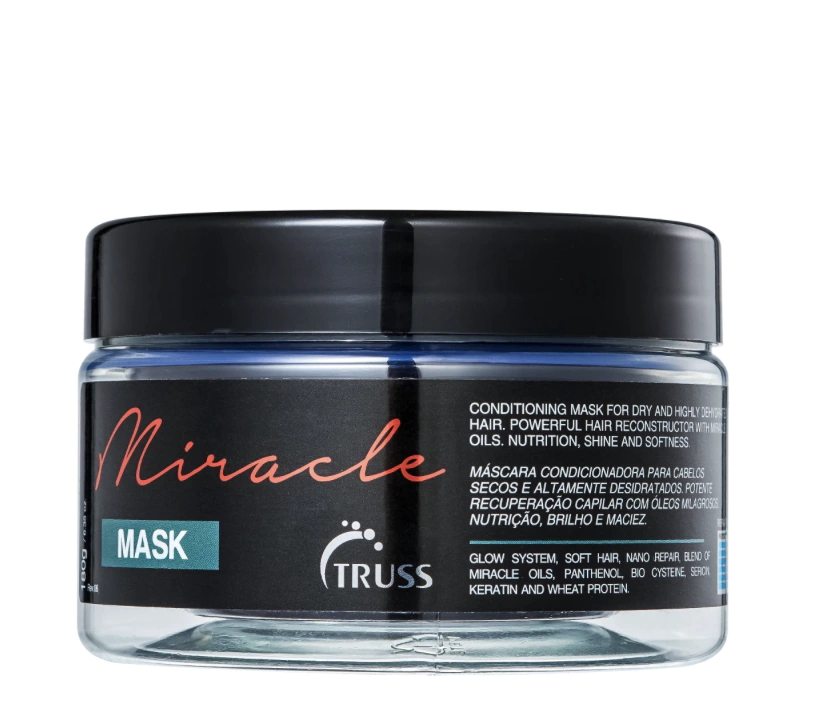 Miracle
MASK
TRUSS
180g
CONDITIONING MASK FOR DRY AND HIGHLY
HAIR. POWERFUL HAIR RECONSTRUCTOR WITH
OILS. NUTRITION, SHINE AND SOFTNESS.
MÁSCARA CONDICIONADORA PARA CABELOS
SECOS E ALTAMENTE DESIDRATADOS. POTENTE
RECUPERAÇÃO CAPILAR COM ÓLEOS MILAGROSOS.
NUTRIÇÃO, BRILHO E MACIEZ.
GLOW SYSTEM, SOFT HAIR, NANO REPAIR, BLEND OF
MIRACLE OILS, PANTHENOL, BIO CYSTEINE, SERICIN,
KERATIN AND WHEAT PROTEIN.